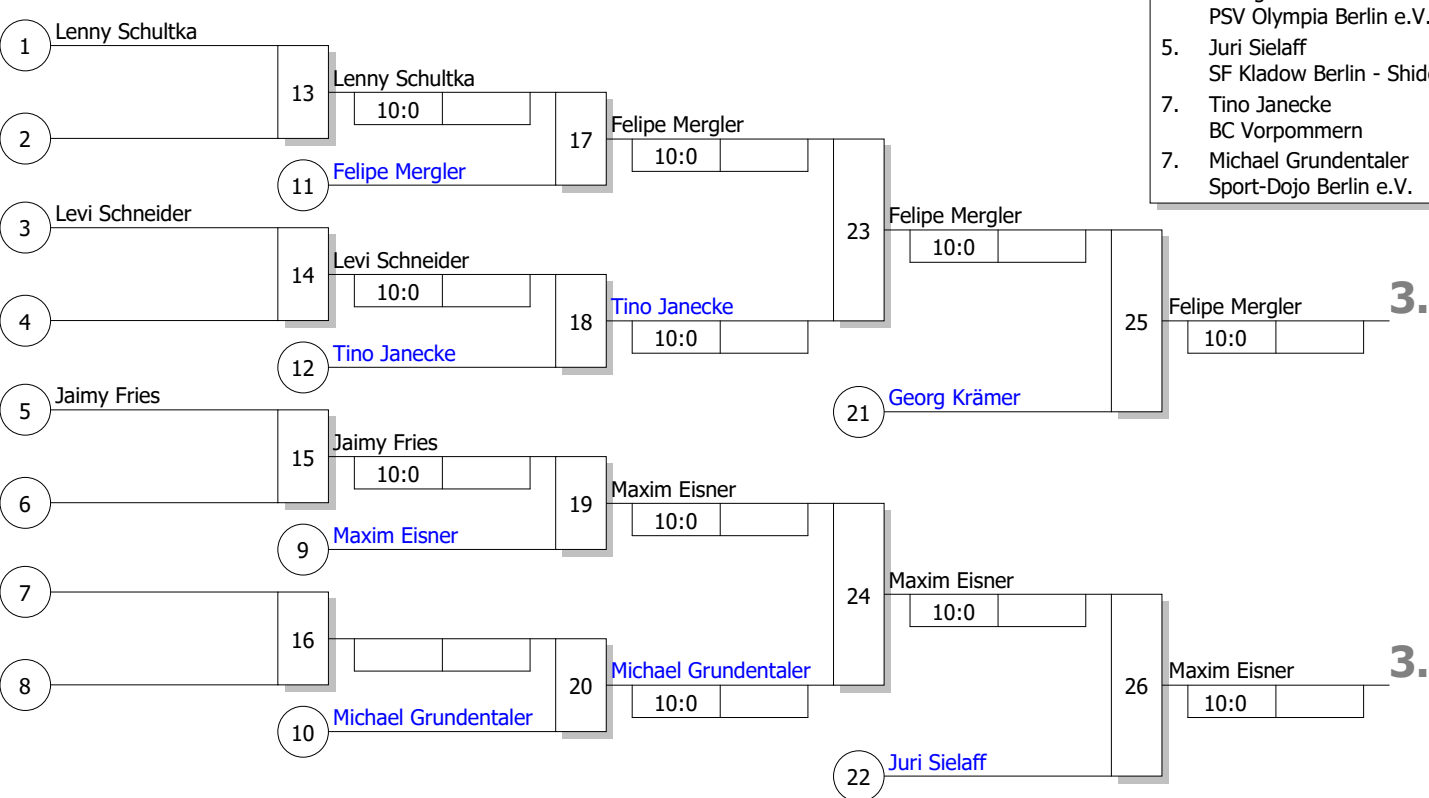 PSV Olympia Berlin e.V.
5. Juri Sielaff
SF Kladow Berlin -
7. Tino Janecke
BC Vorpommern
7. Michael Grundentaler
Sport-Dojo Berlin e.V.
1 Lenny Schultka
13 Lenny Schultka
10:0
2
17 Felipe Mergler
10:0
11 Felipe Mergler
3 Levi Schneider
23 Felipe Mergler
10:0
14 Levi Schneider
10:0
4
18 Tino Janecke
10:0
12 Tino Janecke
25 Felipe Mergler 3.
10:0
5 Jaimy Fries
21 Georg Krämer
15 Jaimy Fries
10:0
6
19 Maxim Eisner
10:0
9 Maxim Eisner
7
24 Maxim Eisner
10:0
16
8
20 Michael Grundentaler
10:0
10 Michael Grundentaler
26 Maxim Eisner 3.
10:0
22 Juri Sielaff